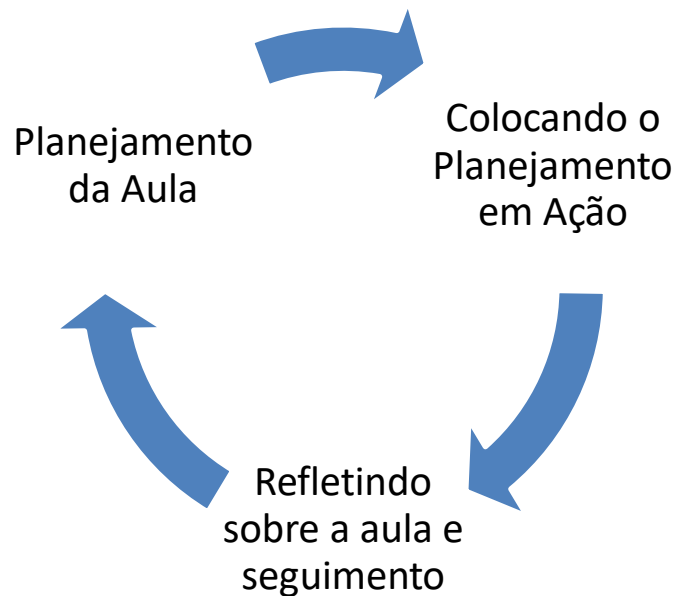 Planejamento
da Aula
Colocando o
Planejamento
em Ação
Refletindo
sobre a aula e
seguimento